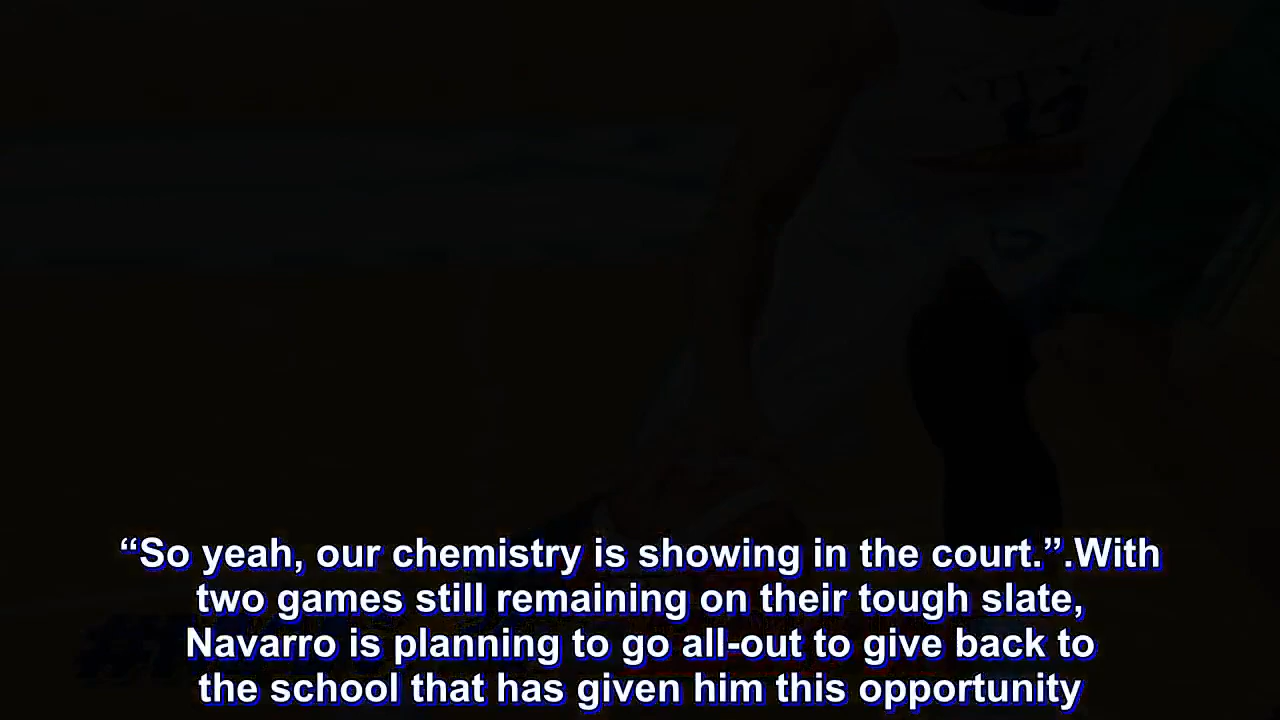 “So yeah, our chemistry is showing in the court.”.With
two games still remaining on their tough slate,
Navarro is planning to go all-out to give back to
the school that has given him this opportunity